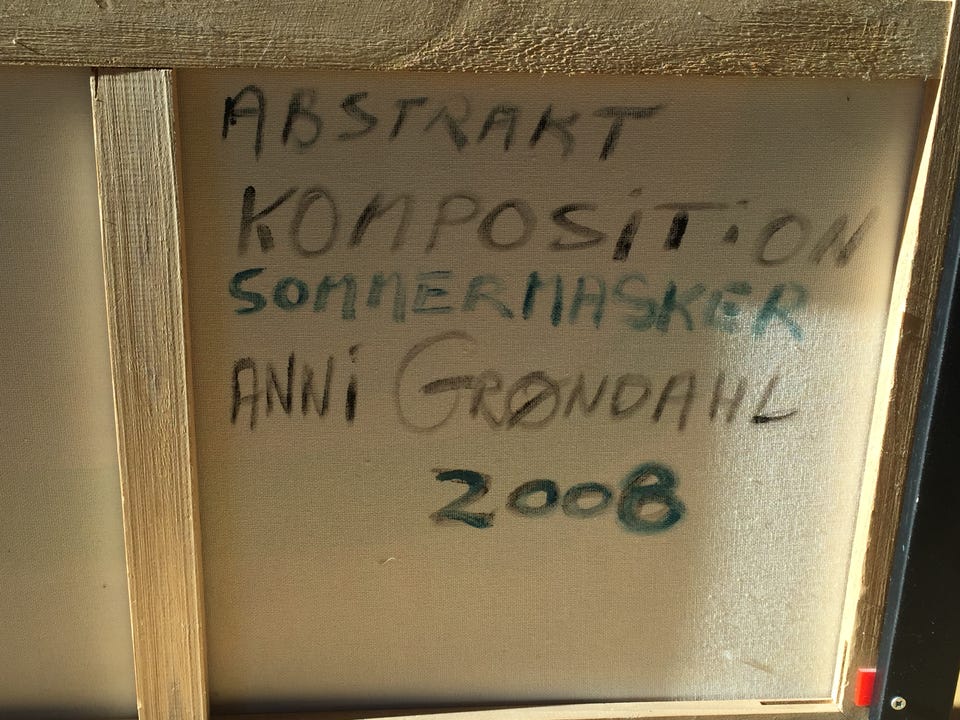 ABSTRAKT
KOMPOSiTiON
SOMMERMASKER
ANNi GRØNDAHL
2008